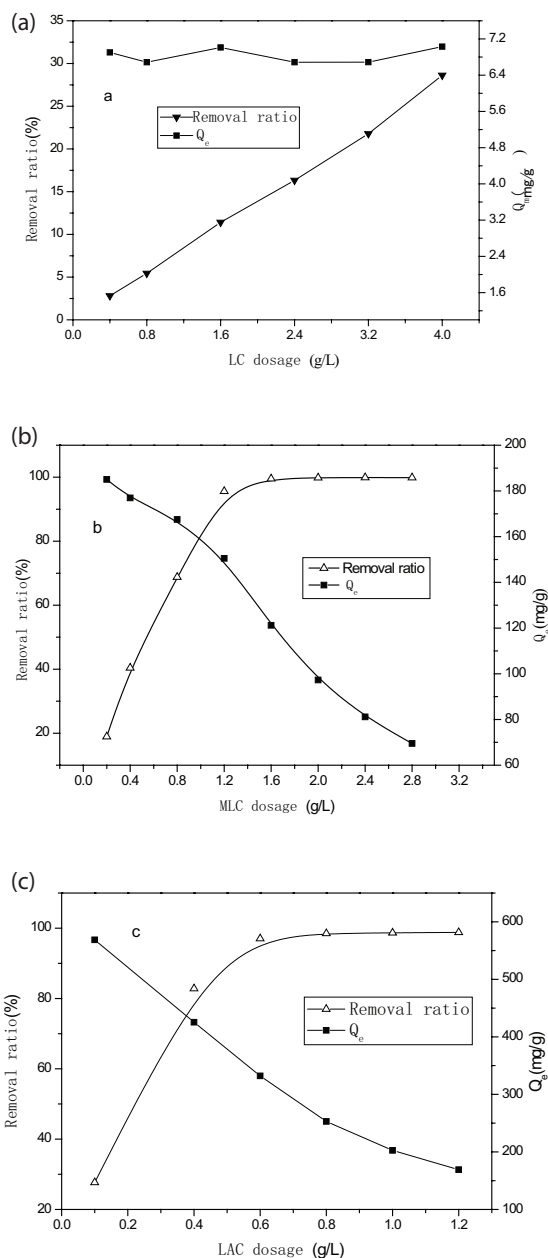 (a)
35
30
25
20
15
10
5
0
Removal ratio(%)
a
Removal ratio
Qe
7.2
6.4
5.6
4.8
4.0
3.2
2.4
1.6
Qm(mg/g)
0.0 0.8 1.6 2.4 3.2 4.0
LC dosage (g/L)
(b)
100
80
60
40
20
Removal ratio(%)
b
Removal ratio
Qe
200
180
160
140
120
100
80
60
Qe(mg/g)
0.0 0.4 0.8 1.2 1.6 2.0 2.4 2.8 3.2
MLC dosage (g/L)
(c)
100
80
60
40
20
Removal ratio(%)
c
Removal ratio
Qe
600
500
400
300
200
100
Qe(mg/g)
0.0 0.2 0.4 0.6 0.8 1.0 1.2
LAC dosage (g/L)